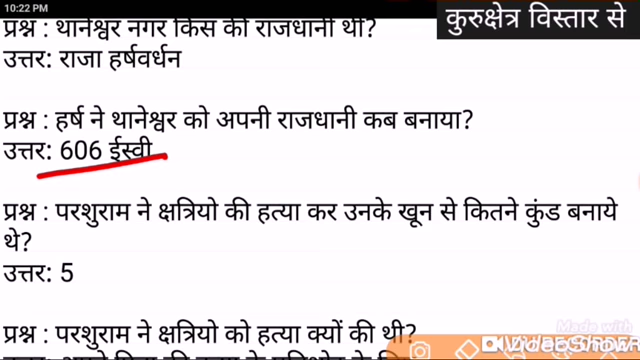 10:22 PM
कुरुक्षेत्र विस्तार से
प्रश्न : थानेश्वर नगर किस की राजधानी थी?
उत्तर: राजा हर्षवर्धन
प्रश्न : हर्ष ने थानेश्वर को अपनी राजधानी कब बनाया?
उत्तर: 606 ईस्वी
प्रश्न : परशुराम ने क्षत्रियो की हत्या कर उनके खून से कितने कुंड बनाये
थे?
उत्तर: 5
प्रश्न : परशुराम ने क्षत्रियो को हत्या क्यों की थी?
Made with